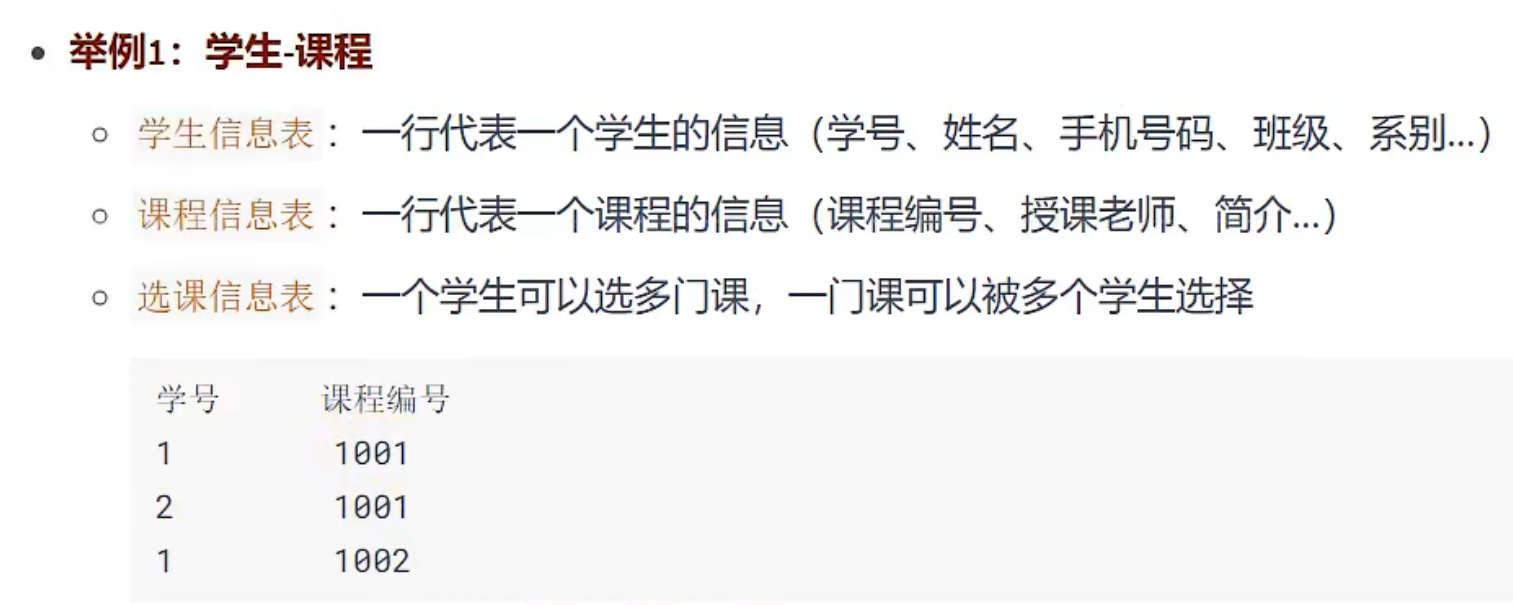 举例1：学生-课程
学生信息表：一行代表一个学生的信息（学号、姓名、手机号码、班级、系别...）
课程信息表：一行代表一个课程的信息（课程编号、授课老师、简介...）
选课信息表：一个学生可以选多门课，一门课可以被多个学生选择
学号 课程编号
1 1001
2 1001
1 1002